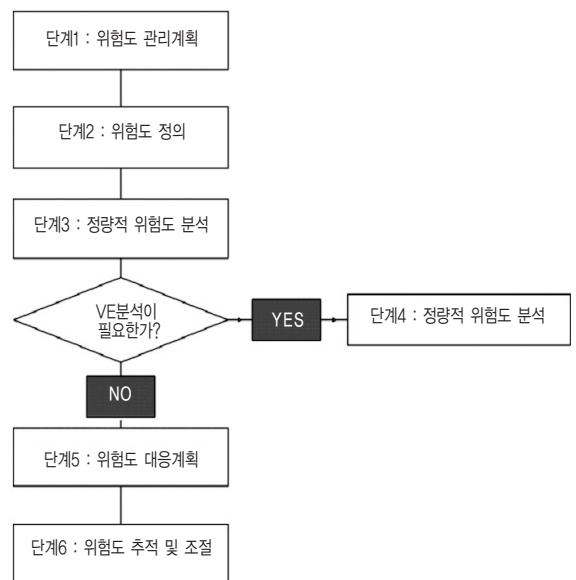 단계1 : 위험도 관리계획
단계2 : 위험도 정의
단계3 : 정량적 위험도 분석
VE분석이
필요한가?
YES
단계4 : 정량적 위험도 분석
NO
단계5 : 위험도 대응계획
단계6 : 위험도 추적 및 조절